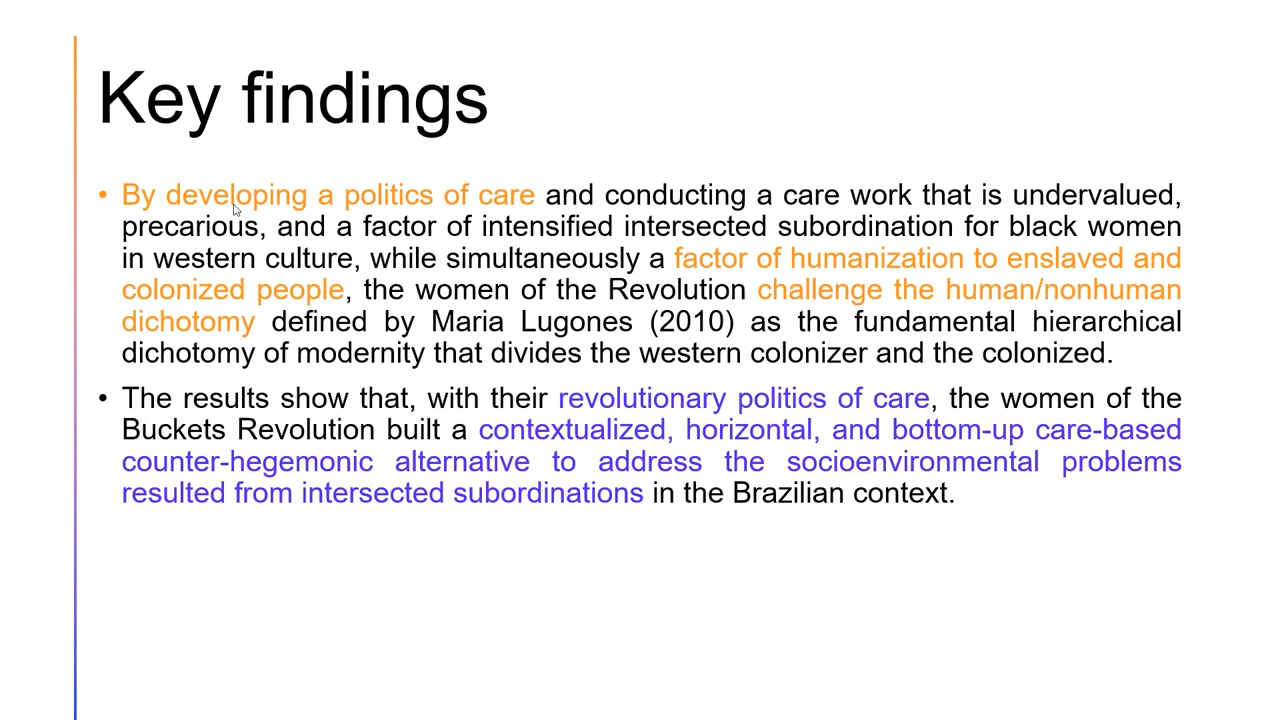 Key findings
• By developing a politics of care and conducting a care work that is undervalued,
precarious, and a factor of intensified intersected subordination for black women
in western culture, while simultaneously a factor of humanization to enslaved and
colonized people, the women of the Revolution challenge the human/nonhuman
dichotomy defined by Maria Lugones (2010) as the fundamental hierarchical
dichotomy of modernity that divides the western colonizer and the colonized.
• The results show that, with their revolutionary politics of care, the women of the
Buckets Revolution built a contextualized, horizontal, and bottom-up care-based
counter-hegemonic alternative to address the socioenvironmental problems
resulted from intersected subordinations in the Brazilian context.